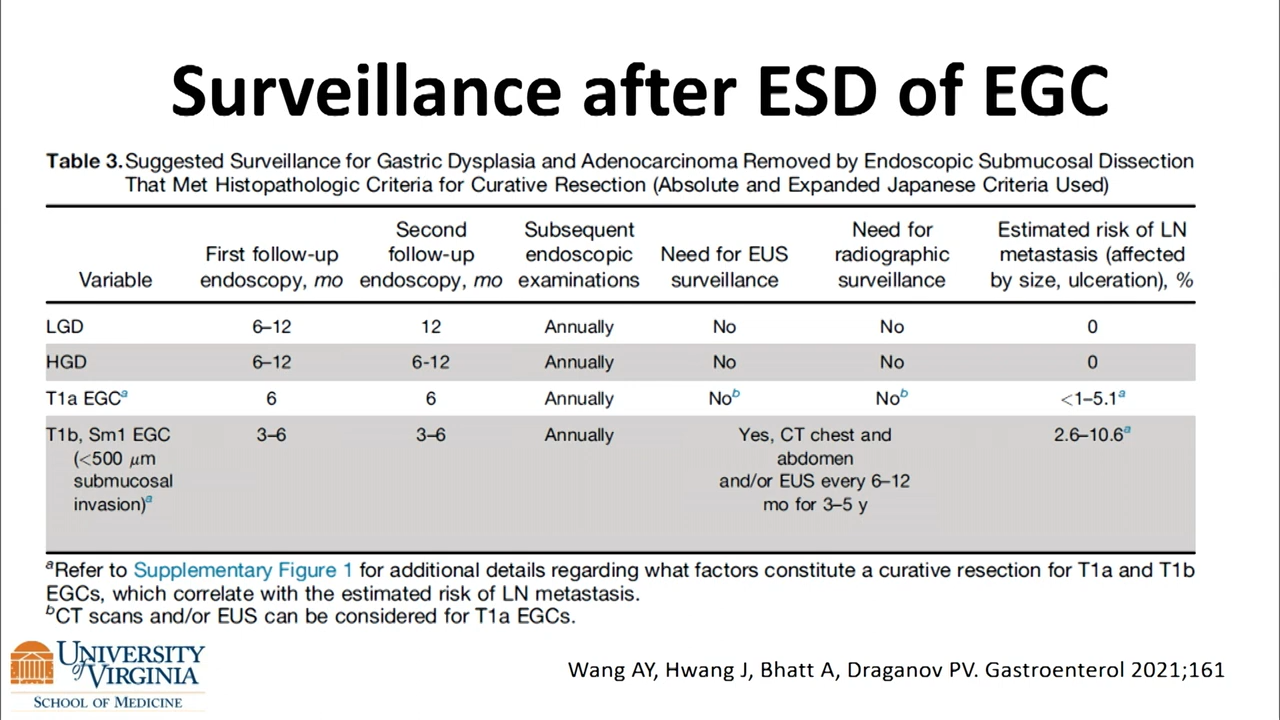 Surveillance after ESD of EGC
Table 3. Suggested Surveillance for Gastric Dysplasia and Adenocarcinoma Removed by Endoscopic Submucosal Dissection
That Met Histopathologic Criteria for Curative Resection (Absolute and Expanded Japanese Criteria Used)
Variable First follow-up endoscopy, mo Second follow-up endoscopy, mo Subsequent endoscopic examinations Need for EUS surveillance Need for radiographic surveillance Estimated risk of LN metastasis (affected by size, ulceration), %
LGD 6–12 12 Annually No No 0
HGD 6–12 6-12 Annually No No 0
T1a EGCa 6 6 Annually Nob Nob <1–5.1a
T1b, Sm1 EGC (<500 μm submucosal invasion)a 3–6 3–6 Annually Yes, CT chest and abdomen and/or EUS every 6–12 mo for 3–5 y 2.6–10.6a
aRefer to Supplementary Figure 1 for additional details regarding what factors constitute a curative resection for T1a and T1b
EGCs, which correlate with the estimated risk of LN metastasis.
bCT scans and/or EUS can be considered for T1a EGCs.
UNIVERSITY
of VIRGINIA
SCHOOL OF MEDICINE
Wang AY, Hwang J, Bhatt A, Draganov PV. Gastroenterol 2021;161